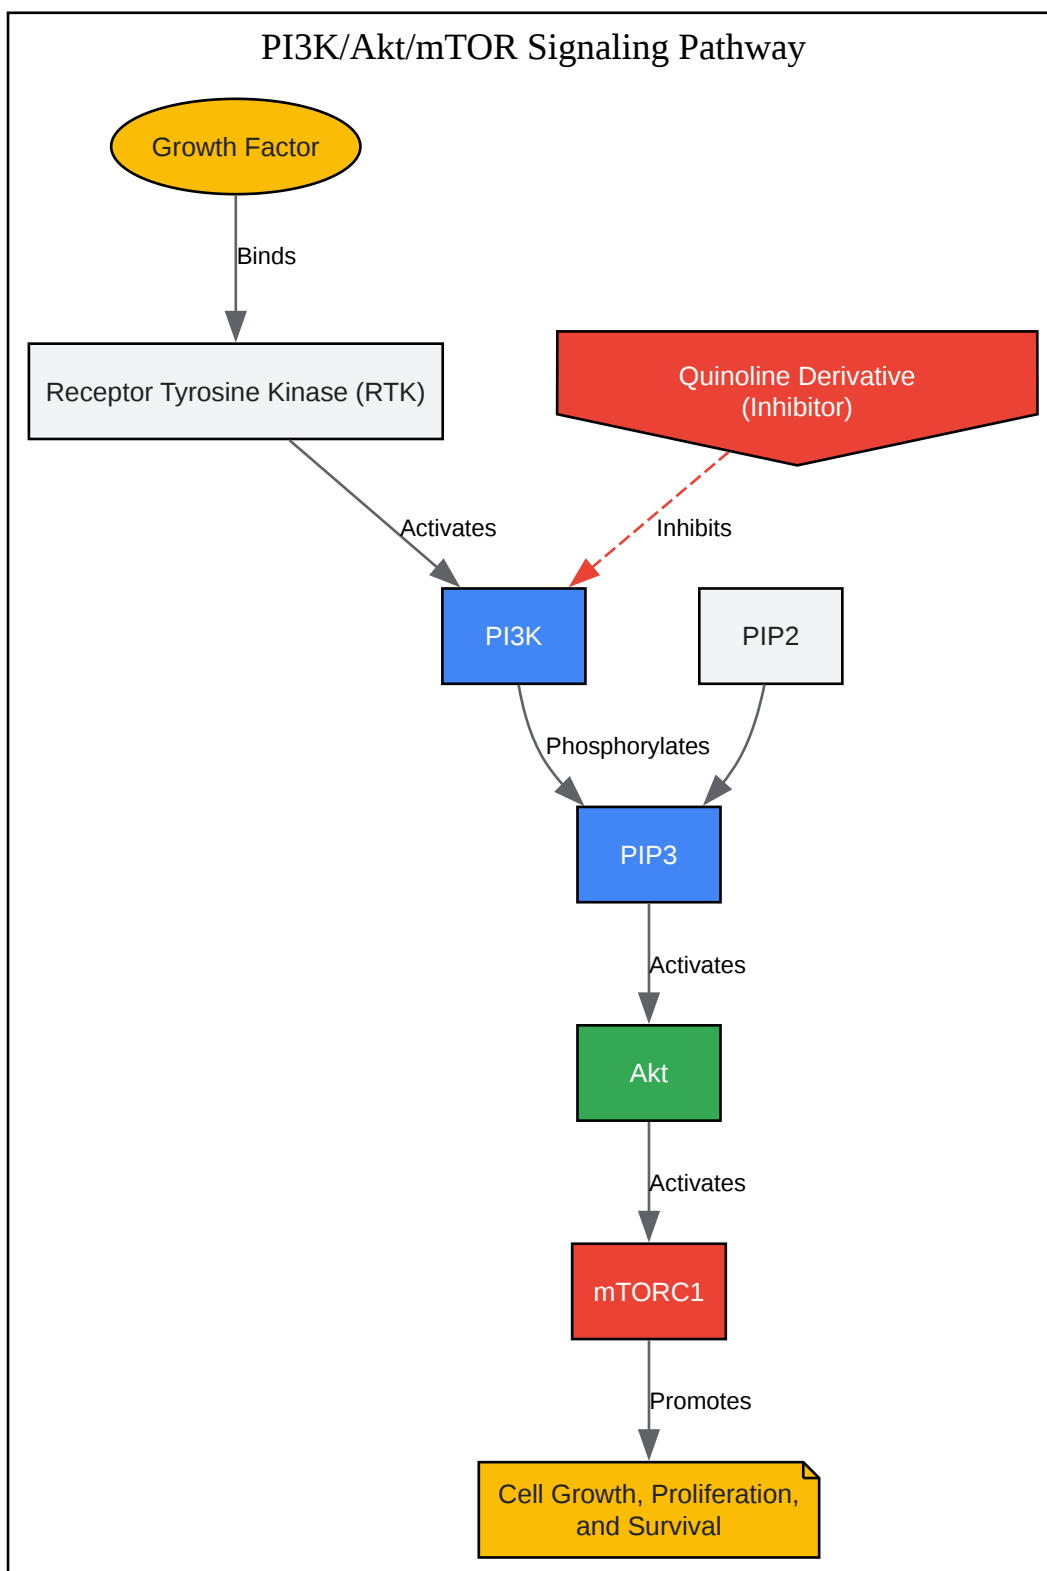 PI3K/Akt/mTOR Signaling Pathway
Growth Factor
Binds
Receptor Tyrosine Kinase (RTK)
Quinoline Derivative
(Inhibitor)
Activates
Inhibits
PI3K
PIP2
Phosphorylates
PIP3
Activates
Akt
Activates
mTORC1
Promotes
Cell Growth, Proliferation,
and Survival